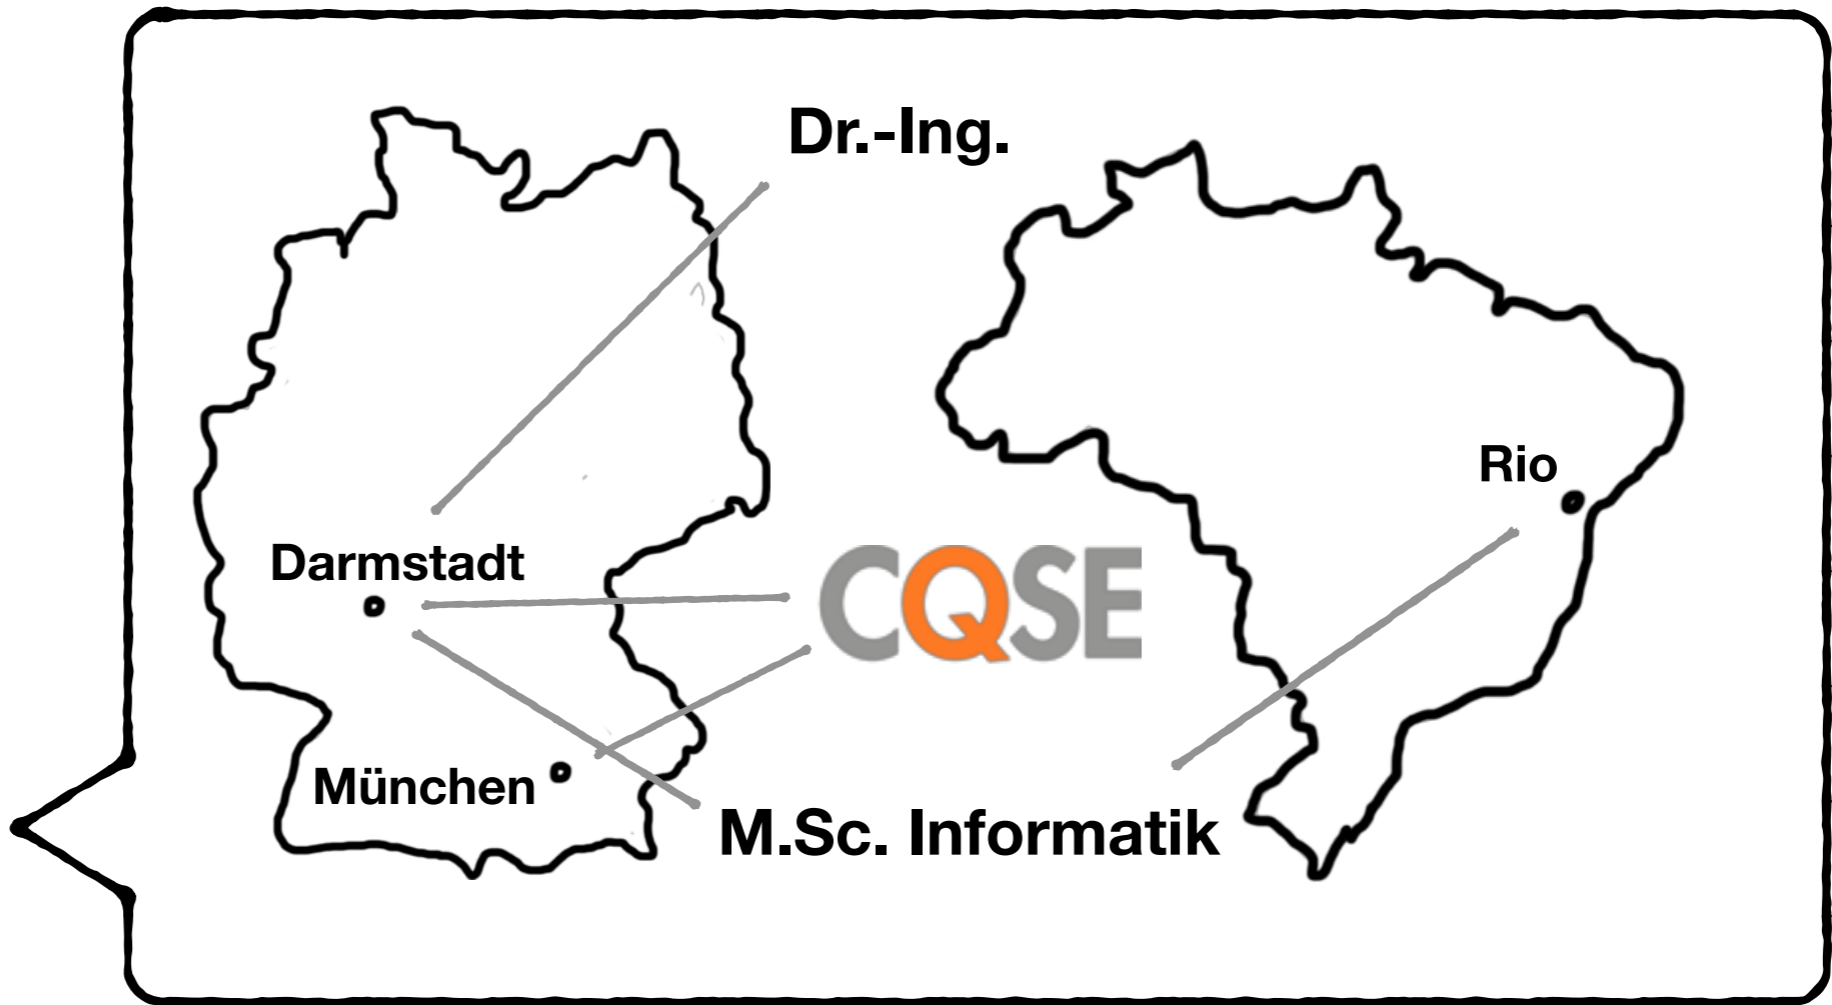 Dr.-Ing.
Rio
Darmstadt
CQSE
München
M.Sc. Informatik